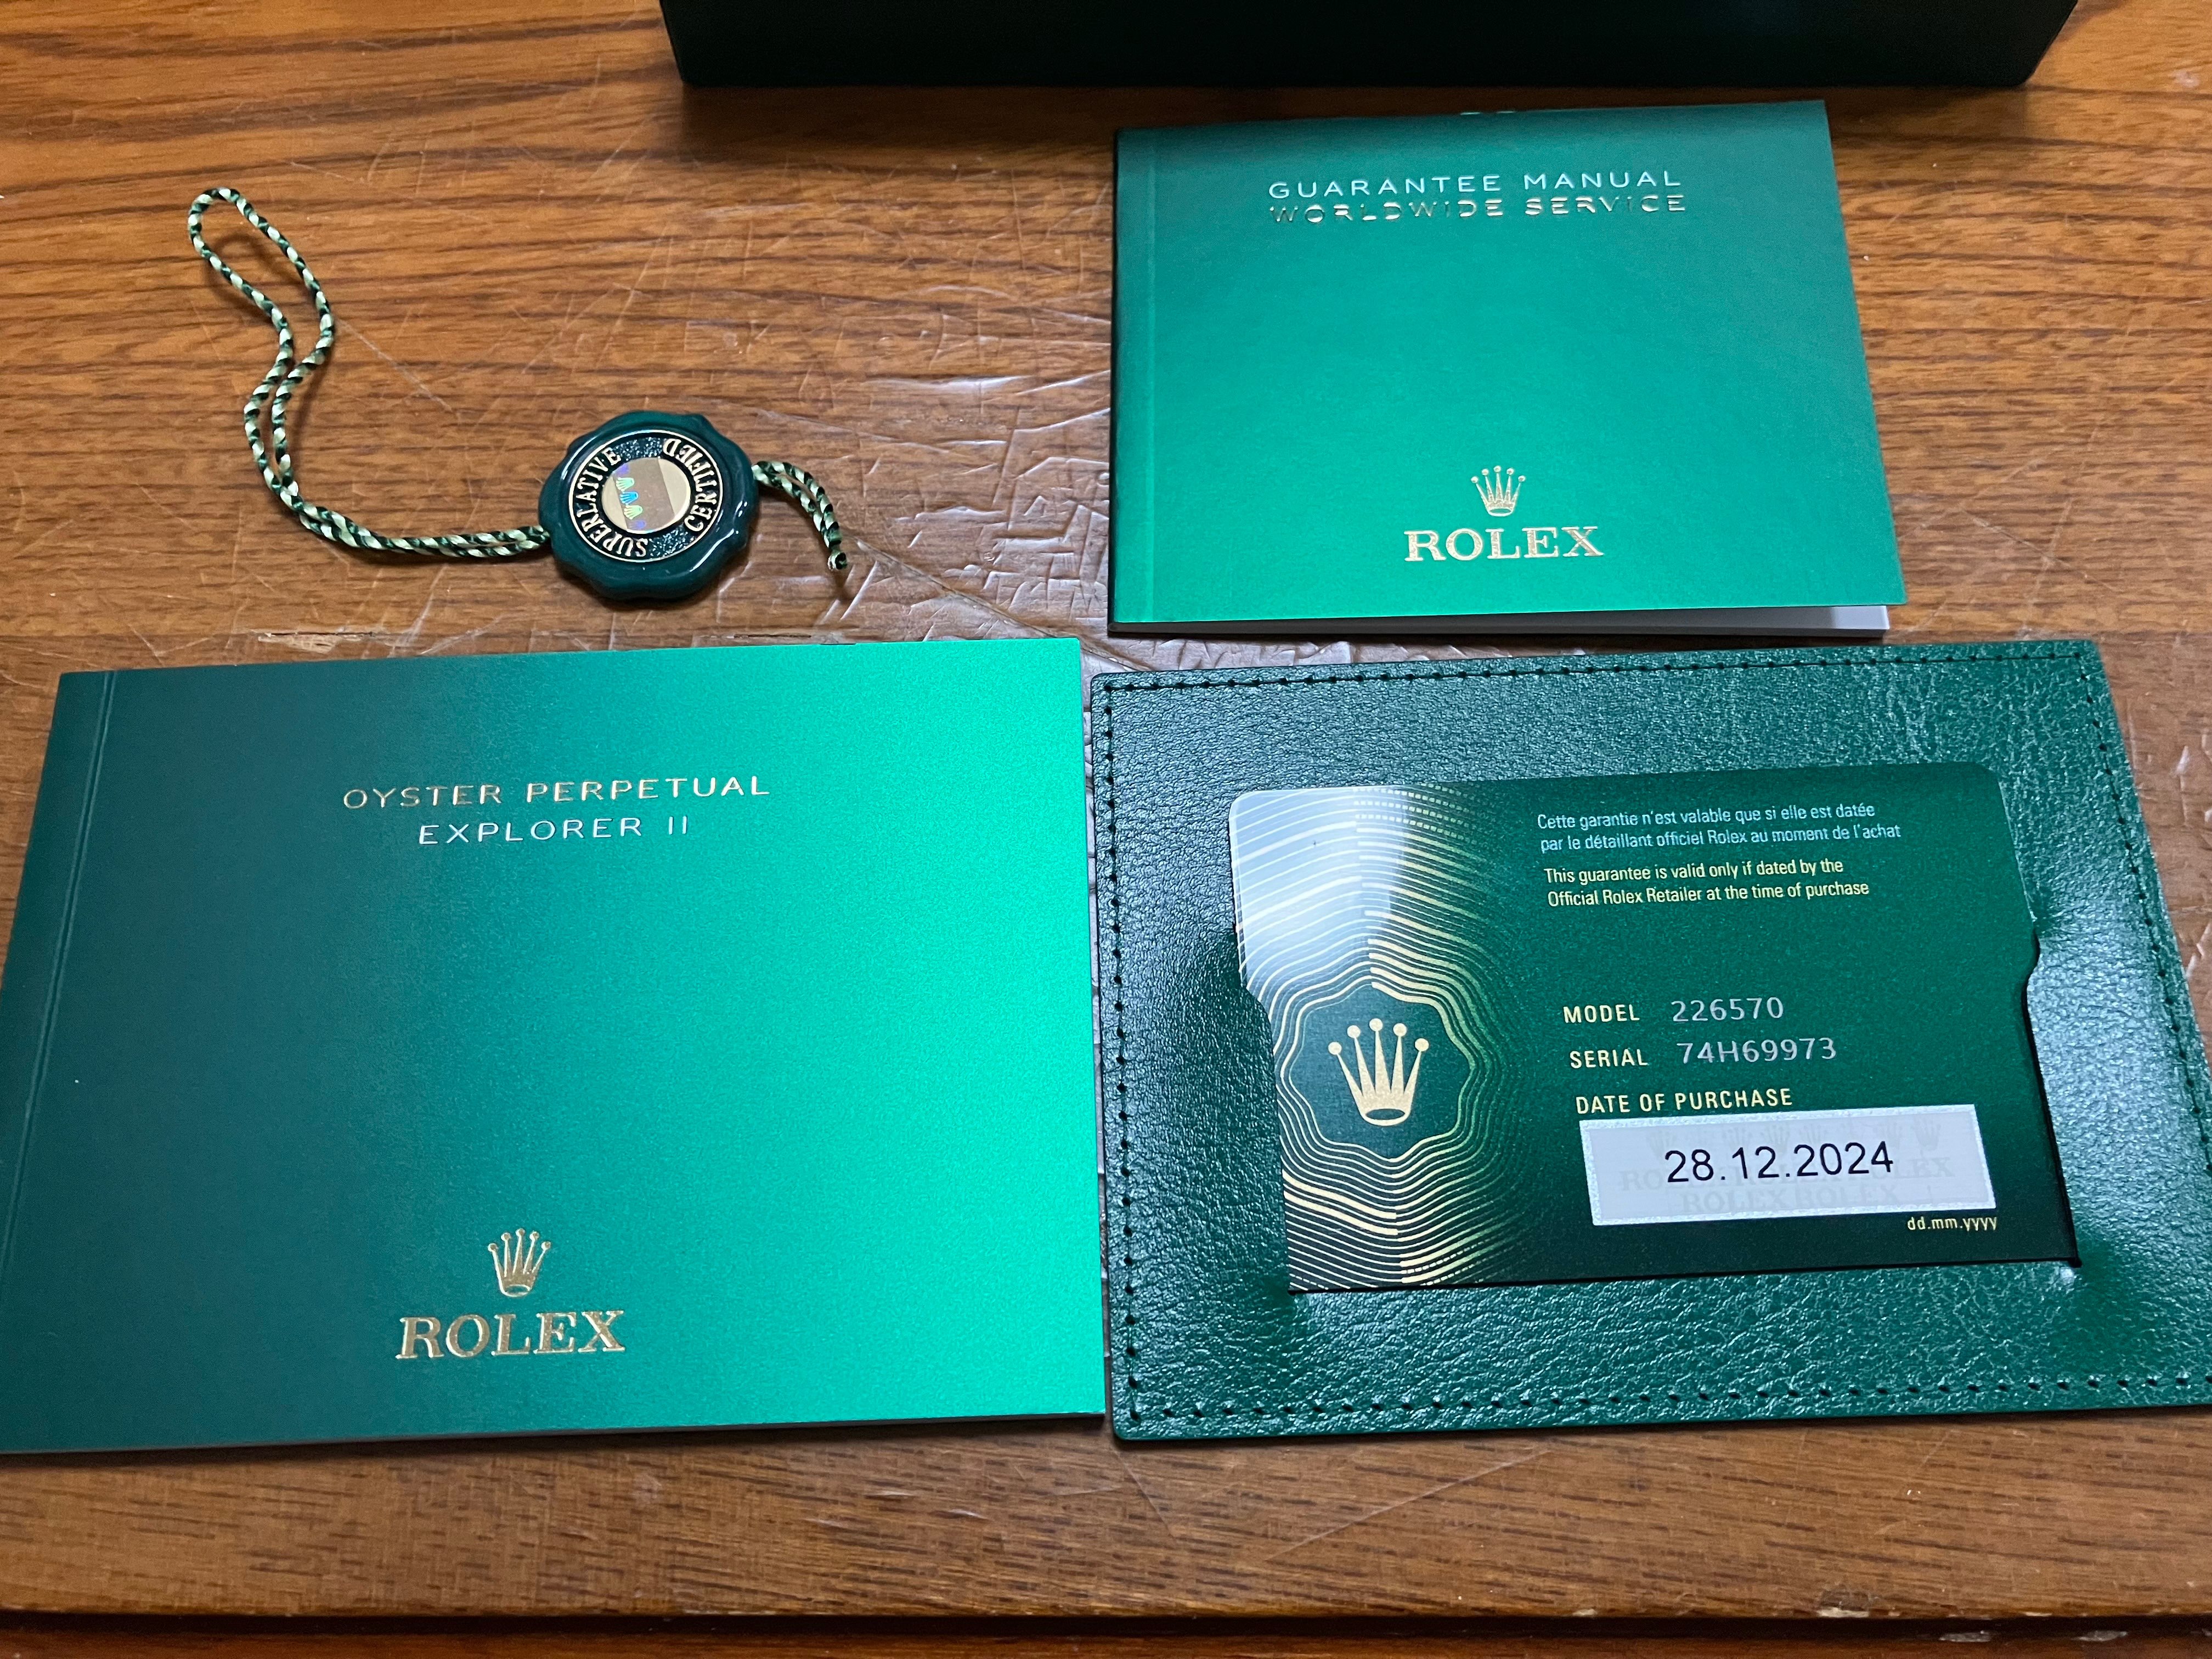 GUARANTEE MANUAL
WORLDWIDE SERVICE
ROLEX
SUPERLATIVE
CERTIFIED
OYSTER PERPETUAL
EXPLORER II
ROLEX
Cette garantie n'est valable que si elle est datée
par le détaillant officiel Rolex au moment de l'achat
This guarantee is valid only if dated by the
Official Rolex Retailer at the time of purchase
MODEL 226570
SERIAL 74H69973
DATE OF PURCHASE
28.12.2024
ROLEX ROLEX
dd.mm.yyyy